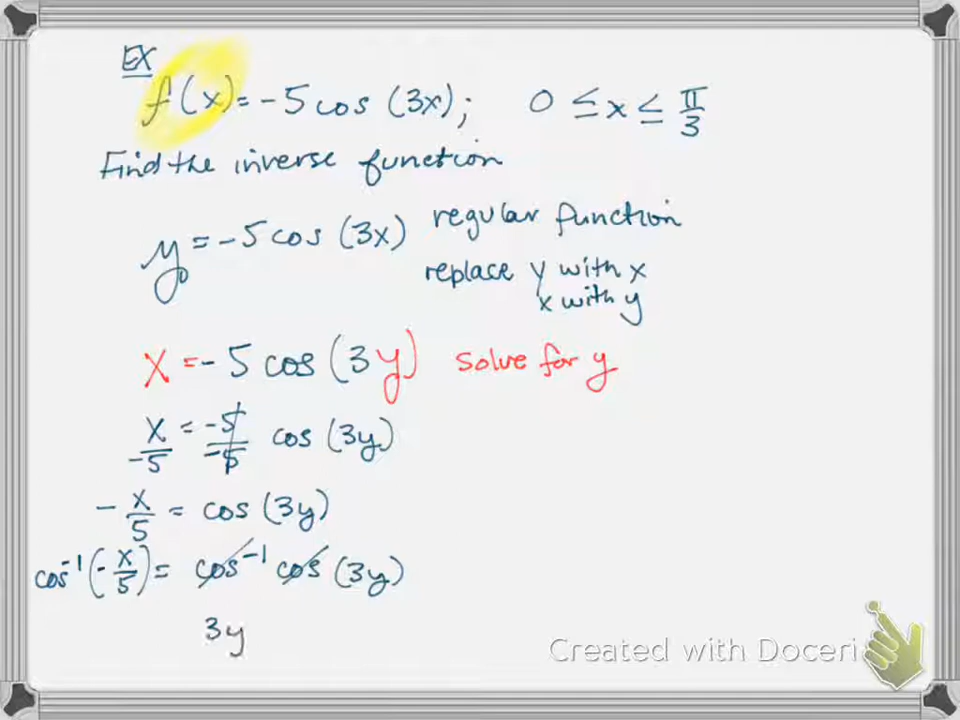 EX
f(x) = -5 cos (3x); 0 ≤ x ≤ π/3
Find the inverse function
y = -5 cos (3x) regular function
replace y with x
x with y
x = -5 cos (3y) solve for y
x/-5 = -5/-5 cos (3y)
- x/5 = cos (3y)
cos⁻¹(- x/5) = cos⁻¹ cos (3y)
3y
Created with Doceri